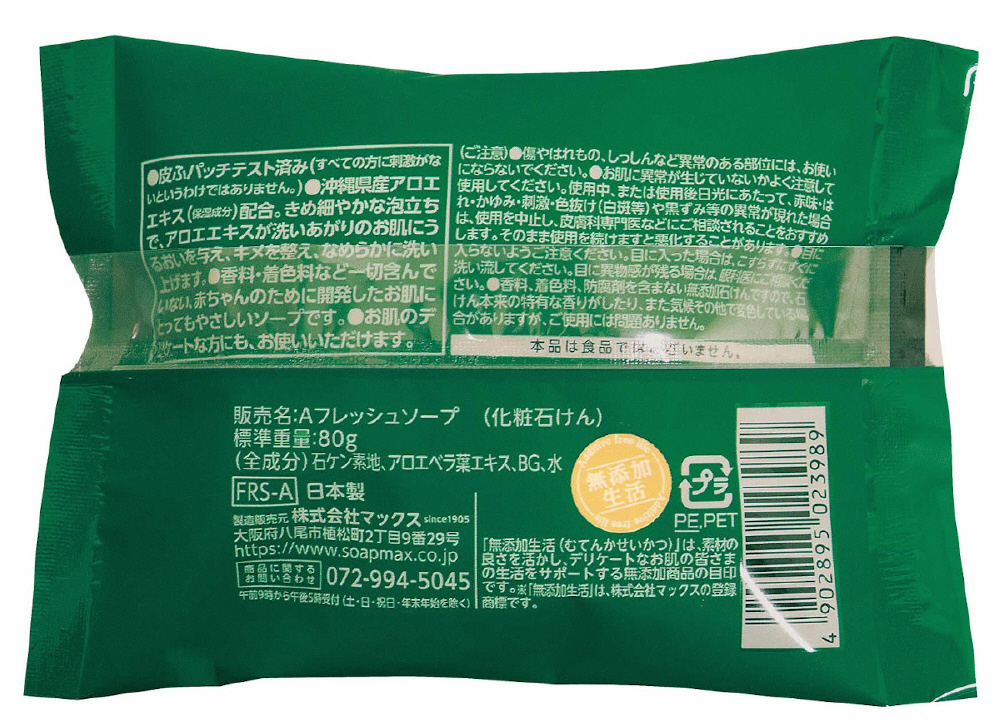 ●皮ふパッチテスト済み(すべての方に刺激がな
いというわけではありません。)●沖縄県産アロエ
エキス(保湿成分)配合。きめ細やかな泡立ち
で、アロエエキスが洗いあがりのお肌にう
るおいを与え、キメを整え、なめらかに洗い
上げます。●香料・着色料など一切含んで
いない、赤ちゃんのために開発したお肌に
とってもやさしいソープです。●お肌のデ
リケートな方にも、お使いいただけます。
(ご注意)●傷やはれもの、しっしんなど異常のある部位には、お使い
にならないでください。●お肌に異常が生じていないかよく注意して
使用してください。使用中、または使用後日光にあたって、赤味・は
れ・かゆみ・刺激・色抜け(白斑等)や黒ずみ等の異常が現れた場合
は、使用を中止し、皮膚科専門医などにご相談されることをおすすめ
します。そのまま使用を続けますと悪化することがあります。●目に
入らないようご注意ください。目に入った場合は、こすらずにすぐに
洗い流してください。目に異物感が残る場合は、眼科医にご相談くだ
さい。●香料、着色料、防腐剤を含まない無添加石けんですので、石
けん本来の特有な香りがしたり、また気候その他で変色している場
合がありますが、ご使用には問題ありません。
本品は食品で
いません。
販売名:Aフレッシュソープ (化粧石けん)
標準重量:80g
(全成分)石ケン素地、アロエベラ葉エキス、BG、水
FRS-A 日本製
製造販売元 株式会社マックス since1905
大阪府八尾市植松町2丁目9番29号
https://www.soapmax.co.jp
商品に関する
お問い合わせ 072-994-5045
午前9時から午後5時受付(土・日・祝日・年末年始を除く)
Additive free life
無添加
生活
Additive free life
プラ
PE,PET
「無添加生活(むてんかせいかつ)」は、素材の
良さを活かし、デリケートなお肌の皆さま
の生活をサポートする無添加商品の目印
です。※「無添加生活」は、株式会社マックスの登録
商標です。
4 902895 023989